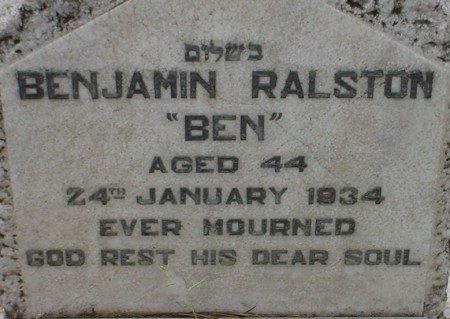 בשלום
BENJAMIN RALSTON
"BEN"
AGED 44
24TH JANUARY 1934
EVER MOURNED
GOD REST HIS DEAR SOUL